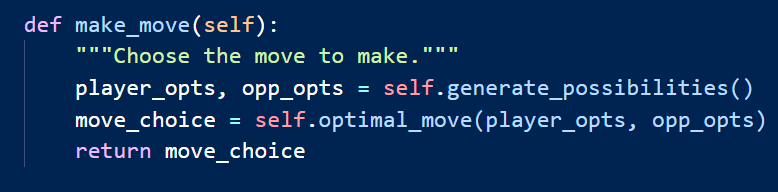 def make_move(self):
"""Choose the move to make."""
player_opts, opp_opts = self.generate_possibilities()
move_choice = self.optimal_move(player_opts, opp_opts)
return move_choice